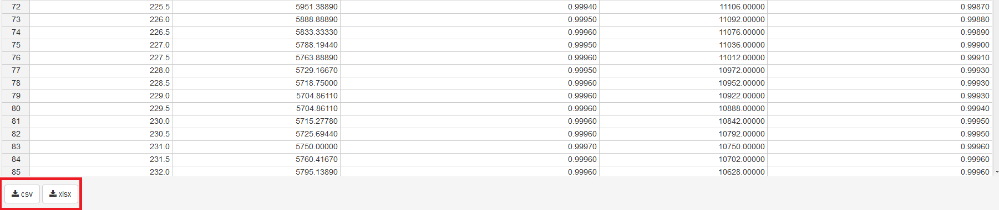 72 225.5 5951.38890 0.99940 11106.00000 0.99870
73 226.0 5888.88890 0.99950 11092.00000 0.99880
74 226.5 5833.33330 0.99960 11076.00000 0.99890
75 227.0 5788.19440 0.99950 11036.00000 0.99900
76 227.5 5763.88890 0.99960 11012.00000 0.99910
77 228.0 5729.16670 0.99950 10972.00000 0.99930
78 228.5 5718.75000 0.99960 10952.00000 0.99930
79 229.0 5704.86110 0.99960 10922.00000 0.99930
80 229.5 5704.86110 0.99960 10888.00000 0.99940
81 230.0 5715.27780 0.99960 10842.00000 0.99950
82 230.5 5725.69440 0.99960 10792.00000 0.99950
83 231.0 5750.00000 0.99970 10750.00000 0.99960
84 231.5 5760.41670 0.99960 10702.00000 0.99960
85 232.0 5795.13890 0.99960 10628.00000 0.99960
csv xlsx